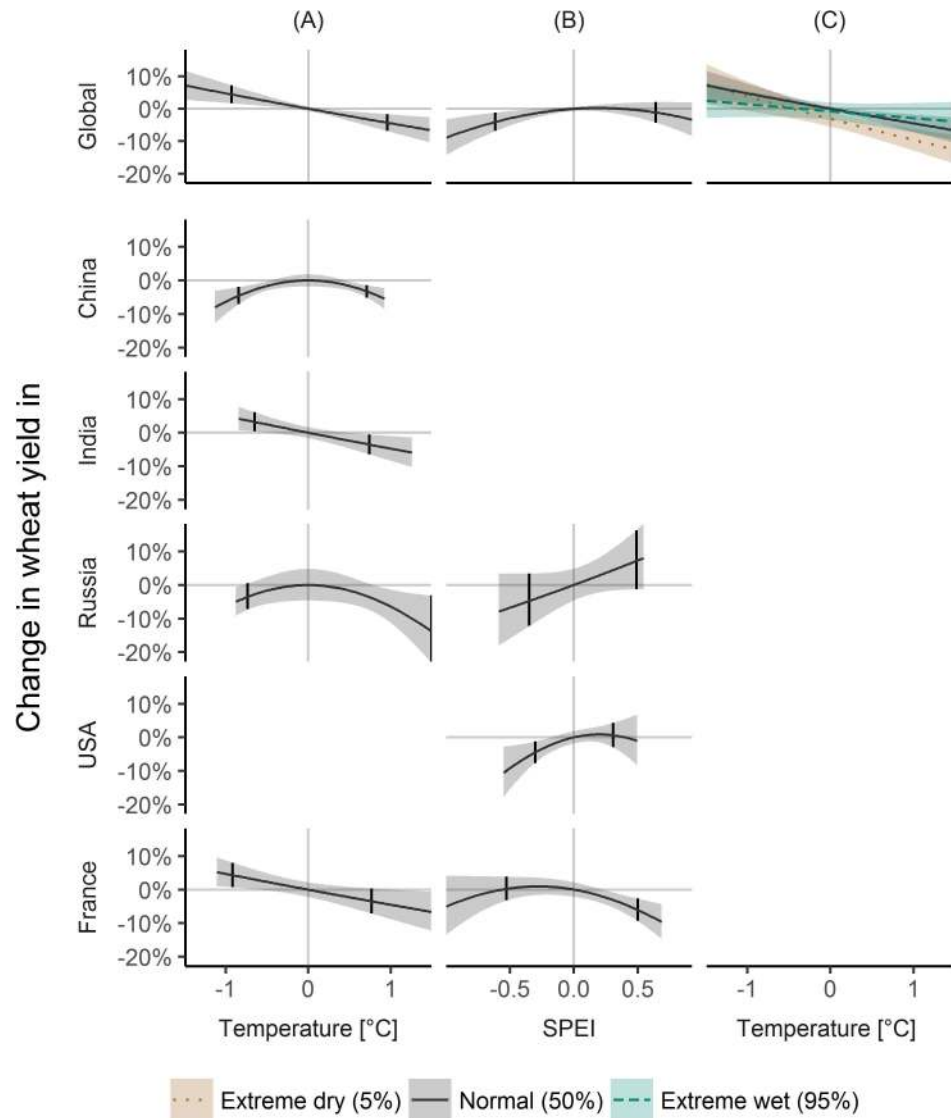 (A) (B) (C)
Change in wheat yield in
Global
10%
0%
-10%
-20%
China
10%
0%
-10%
-20%
India
10%
0%
-10%
-20%
Russia
10%
0%
-10%
-20%
USA
10%
0%
-10%
-20%
France
10%
0%
-10%
-20%
-1 0 1 -0.5 0.0 0.5 -1 0 1
Temperature [°C] SPEI Temperature [°C]
Extreme dry (5%) Normal (50%) Extreme wet (95%)